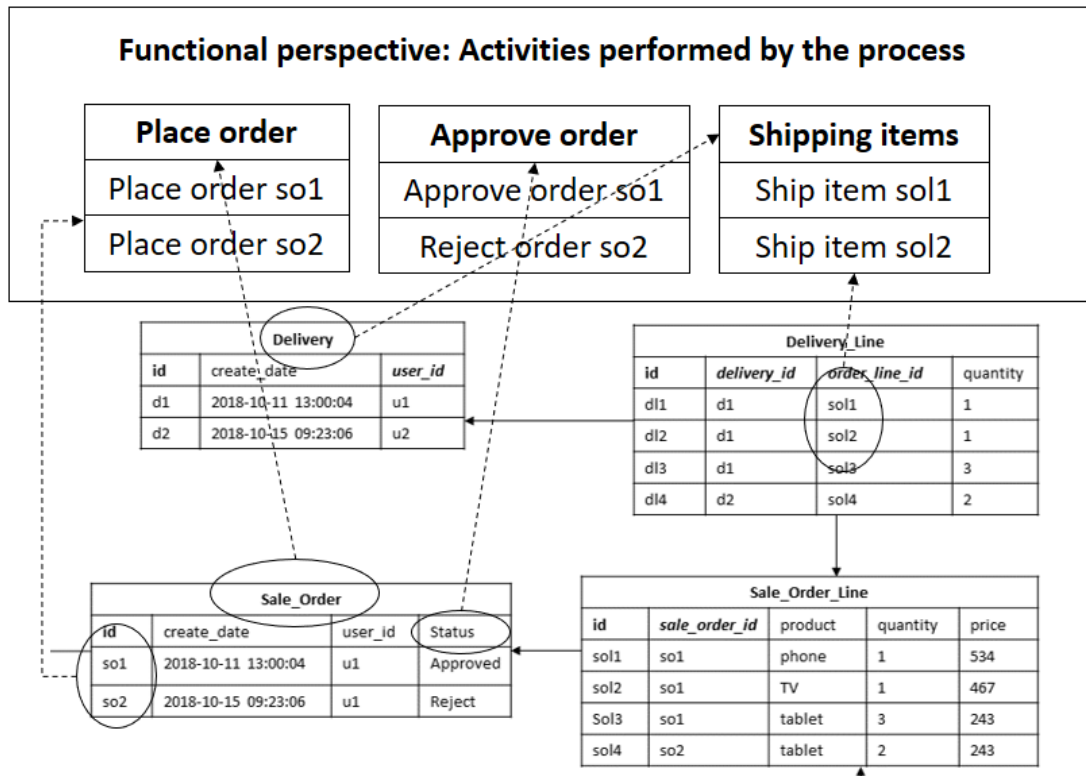 Functional perspective: Activities performed by the process
Place order
Place order so1
Place order so2
Approve order
Approve order so1
Reject order so2
Shipping items
Ship item sol1
Ship item sol2
Delivery
id create_date user_id
d1 2018-10-11 13:00:04 u1
d2 2018-10-15 09:23:06 u2
Delivery_Line
id delivery_id order_line_id quantity
dl1 d1 sol1 1
dl2 d1 sol2 1
dl3 d1 sol3 3
dl4 d2 sol4 2
Sale_Order
id create_date user_id Status
so1 2018-10-11 13:00:04 u1 Approved
so2 2018-10-15 09:23:06 u1 Reject
Sale_Order_Line
id sale_order_id product quantity price
sol1 so1 phone 1 534
sol2 so1 TV 1 467
Sol3 so1 tablet 3 243
sol4 so2 tablet 2 243